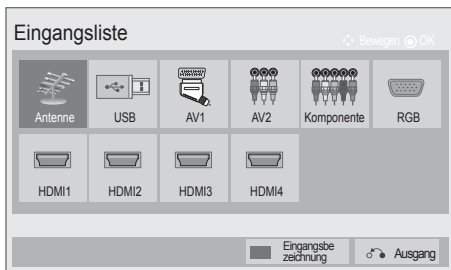 Eingangsliste
Bewegen OK
Antenne USB AV1 AV2 Komponente RGB
HDMI1 HDMI2 HDMI3 HDMI4
Eingangsbe
zeichnung
Ausgang